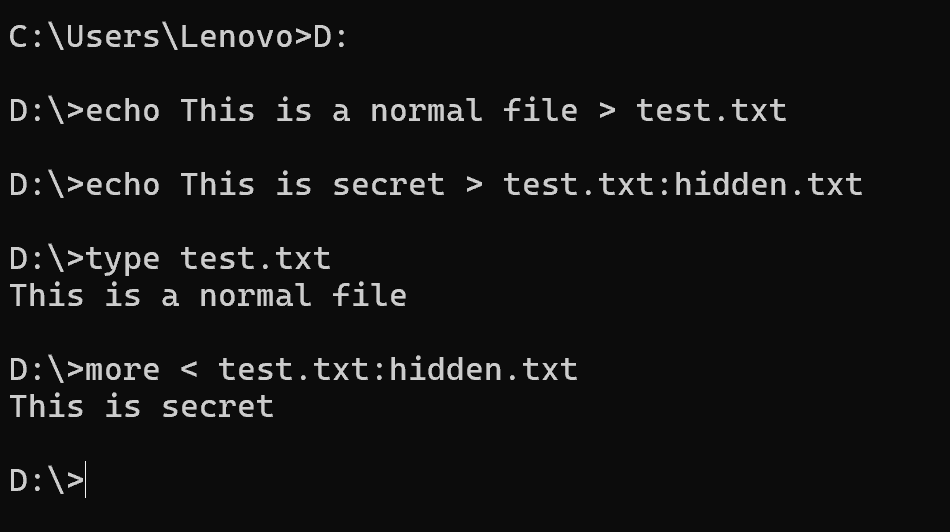 C:\Users\Lenovo>D:
D:\>echo This is a normal file > test.txt
D:\>echo This is secret > test.txt:hidden.txt
D:\>type test.txt
This is a normal file
D:\>more < test.txt:hidden.txt
This is secret
D:\>